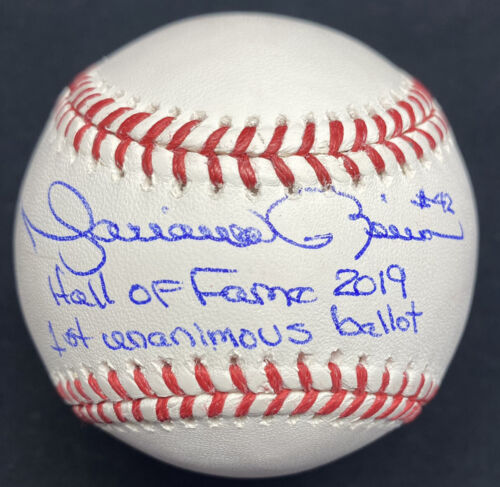 Mariano Rivera #42
Hall of Fame 2019
1st unanimous ballot